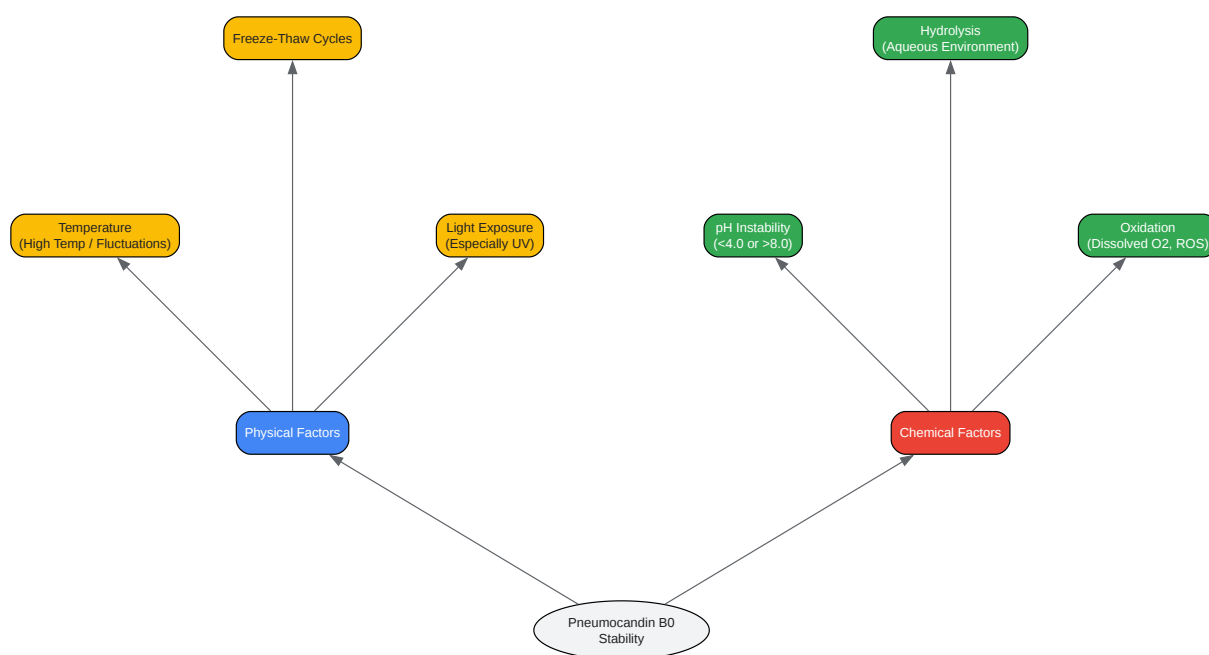 Freeze-Thaw Cycles
Hydrolysis
(Aqueous Environment)
Temperature
(High Temp / Fluctuations)
Light Exposure
(Especially UV)
pH Instability
(<4.0 or >8.0)
Oxidation
(Dissolved O2, ROS)
Physical Factors
Chemical Factors
Pneumocandin B0
Stability